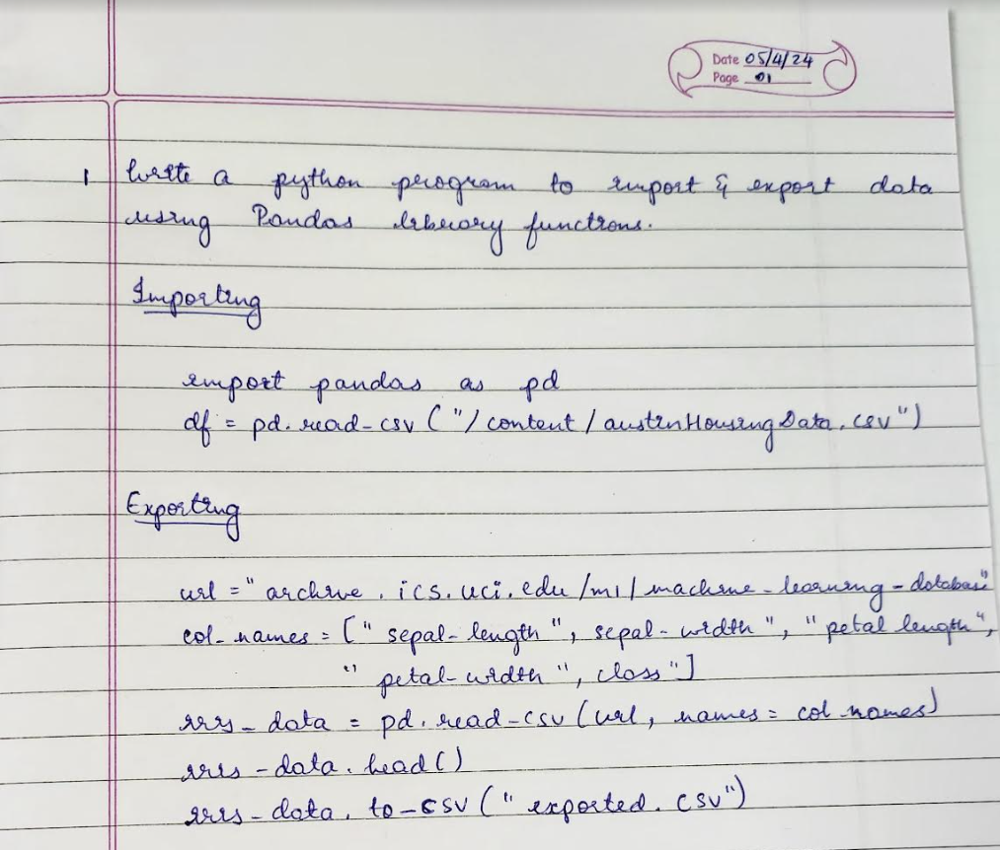 Date 05/4/24
Page 01
1 Write a python program to import & export data
using Pandas library functions.
Importing
import pandas as pd
df = pd.read-csv ("/content/austinHousingData.csv")
Exporting
url = "archive.ics.uci.edu/ml/machine-learning-databasi"
col-names = ["sepal-length", sepal-width", "petal length",
"petal-width", class"]
iris-data = pd.read-csv (url, names = col names)
iris-data.head()
iris-data.to-csv ("exported.csv")